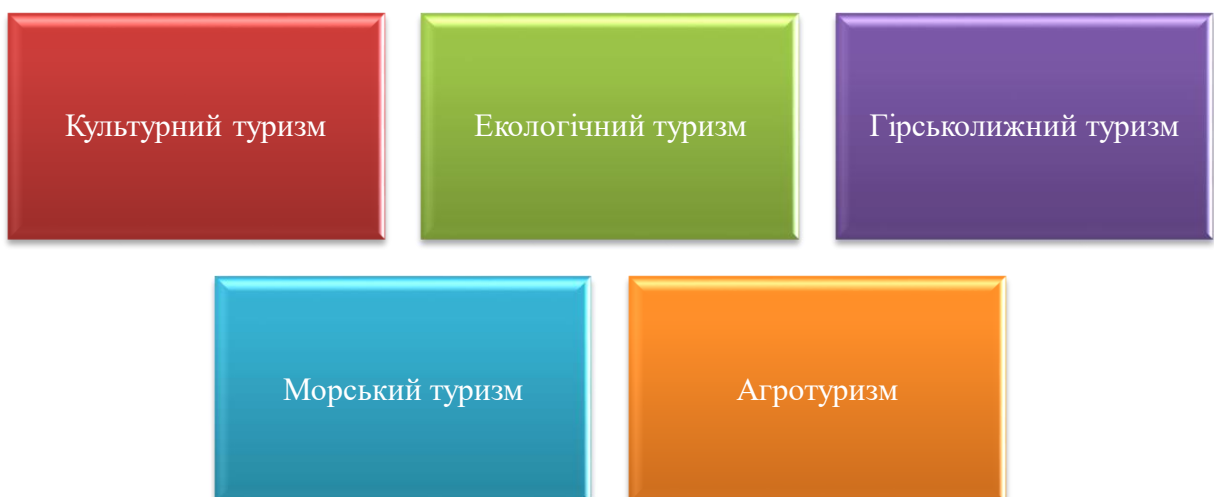 Культурний туризм
Екологічний туризм
Гірськолижний туризм
Морський туризм
Агротуризм